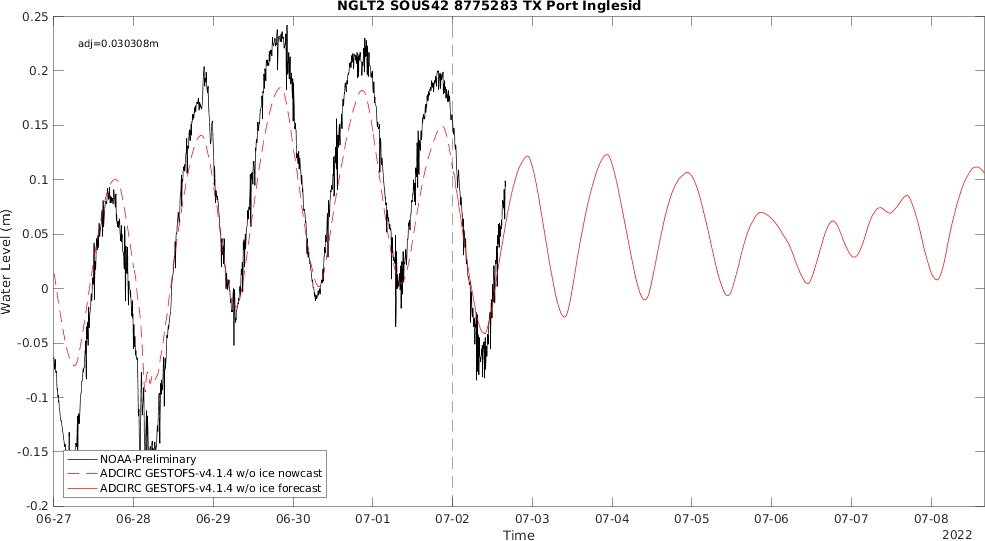 NGLT2 SOUS42 8775283 TX Port Inglesid
adj=0.030308m
Water Level (m)
0.25
0.2
0.15
0.1
0.05
0
-0.05
-0.1
-0.15
-0.2
NOAA-Preliminary
ADCIRC GESTOFS-v4.1.4 w/o ice nowcast
ADCIRC GESTOFS-v4.1.4 w/o ice forecast
06-27 06-28 06-29 06-30 07-01 07-02 07-03 07-04 07-05 07-06 07-07 07-08
Time
2022